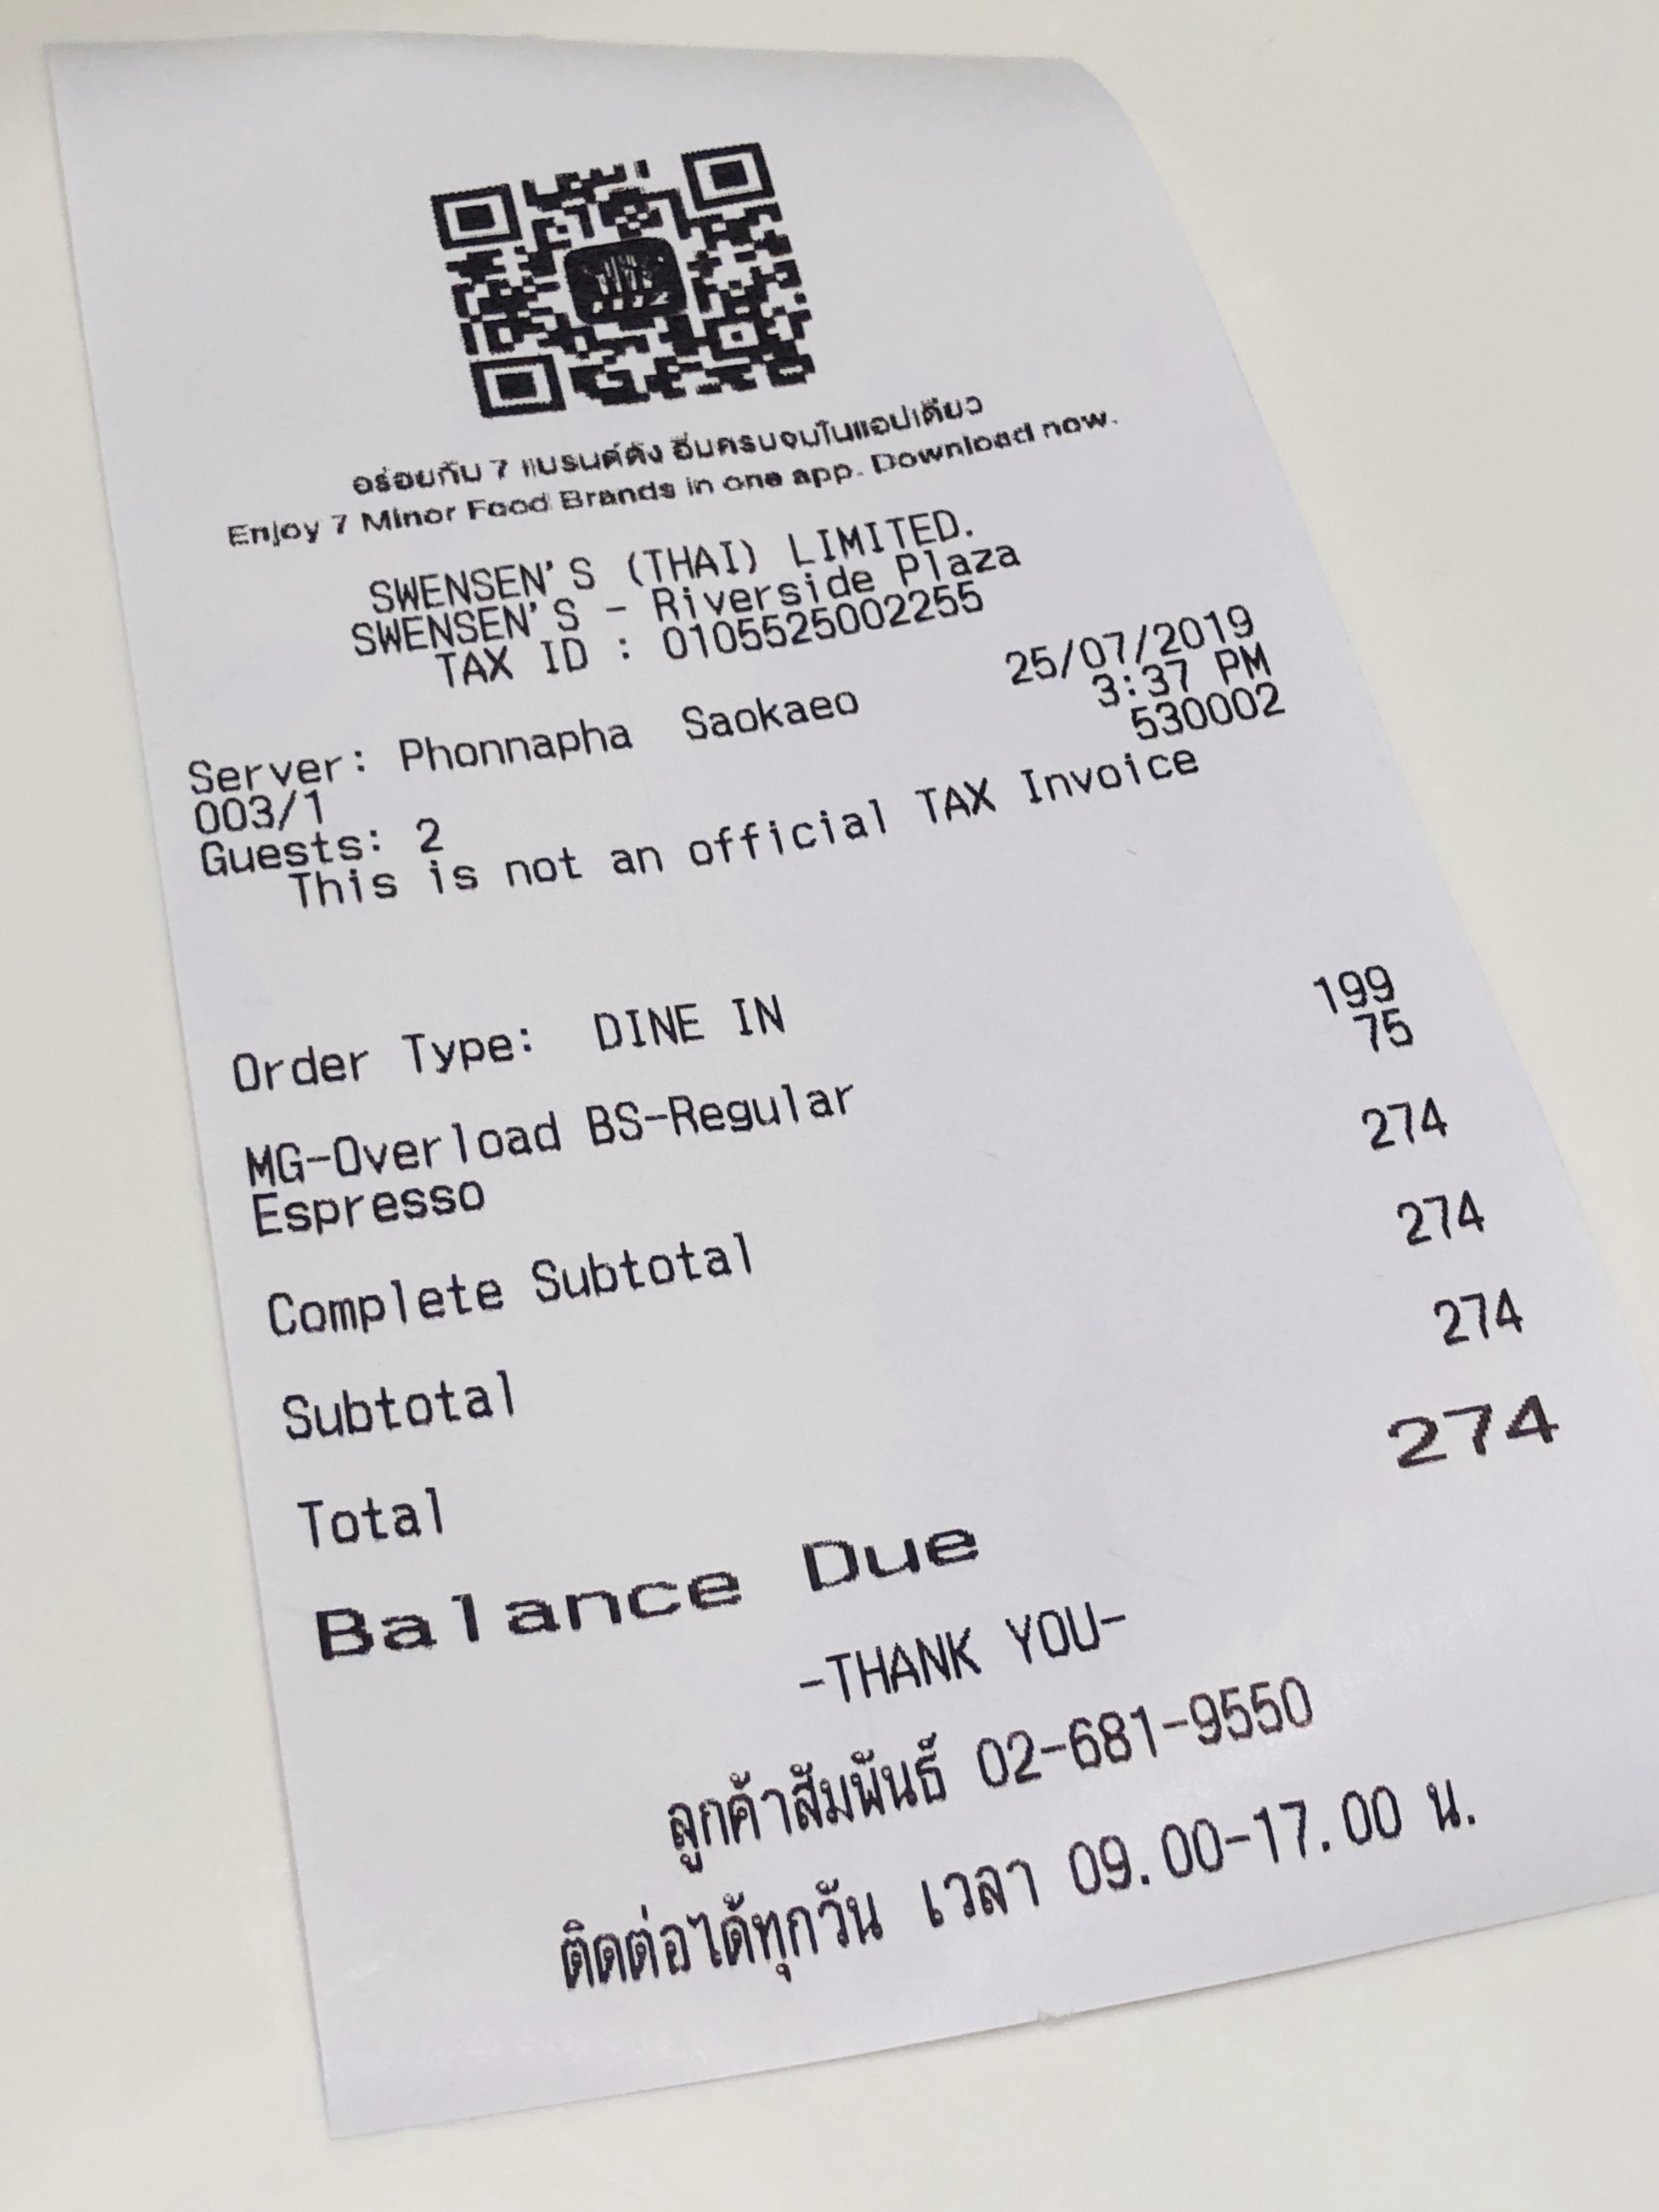 อร่อยกับ 7 แบรนด์ดัง อิ่มครบจบในแอปเดียว
Enjoy 7 Minor Food Brands in one app. Download now.
SWENSEN'S (THAI) LIMITED.
SWENSEN'S - Riverside Plaza
TAX ID : 0105525002255
25/07/2019
Server: Phonnapha Saokaeo 3:37 PM
003/1 530002
Guests: 2
This is not an official TAX Invoice
Order Type: DINE IN
MG-Overload BS-Regular 199
Espresso 75
Complete Subtotal 274
Subtotal 274
Total 274
Balance Due 274
-THANK YOU-
ลูกค้าสัมพันธ์ 02-681-9550
ติดต่อได้ทุกวัน เวลา 09.00-17.00 น.